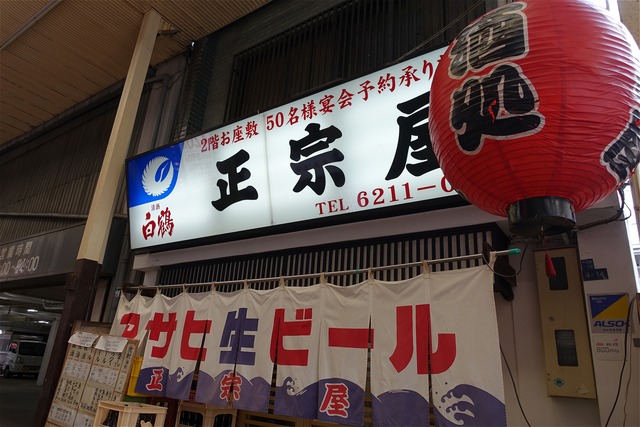 2階お座敷 50名様宴会予約承り
正宗屋
TEL 6211-
清酒
白鶴
酒処
アサヒ生ビール
正宗屋
ALSO